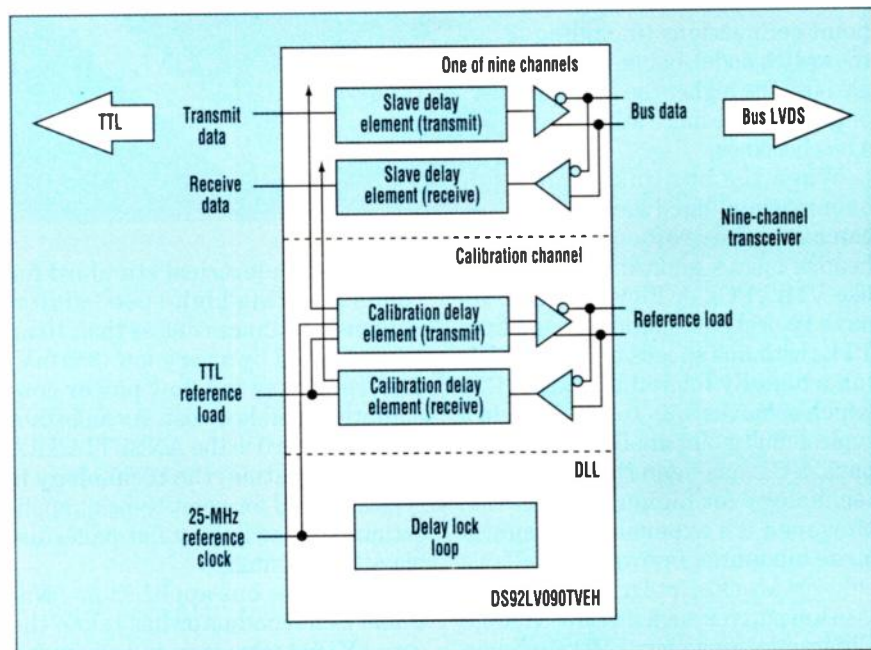 One of nine channels
TTL
Transmit
data
Slave delay
element (transmit)
Bus data
Bus LVDS
Receive
data
Slave delay
element (receive)
Nine-channel
transceiver
Calibration channel
Calibration delay
element (transmit)
Reference load
TTL
reference
load
Calibration delay
element (receive)
DLL
25-MHz
reference
clock
Delay lock
loop
DS92LV090TVEH